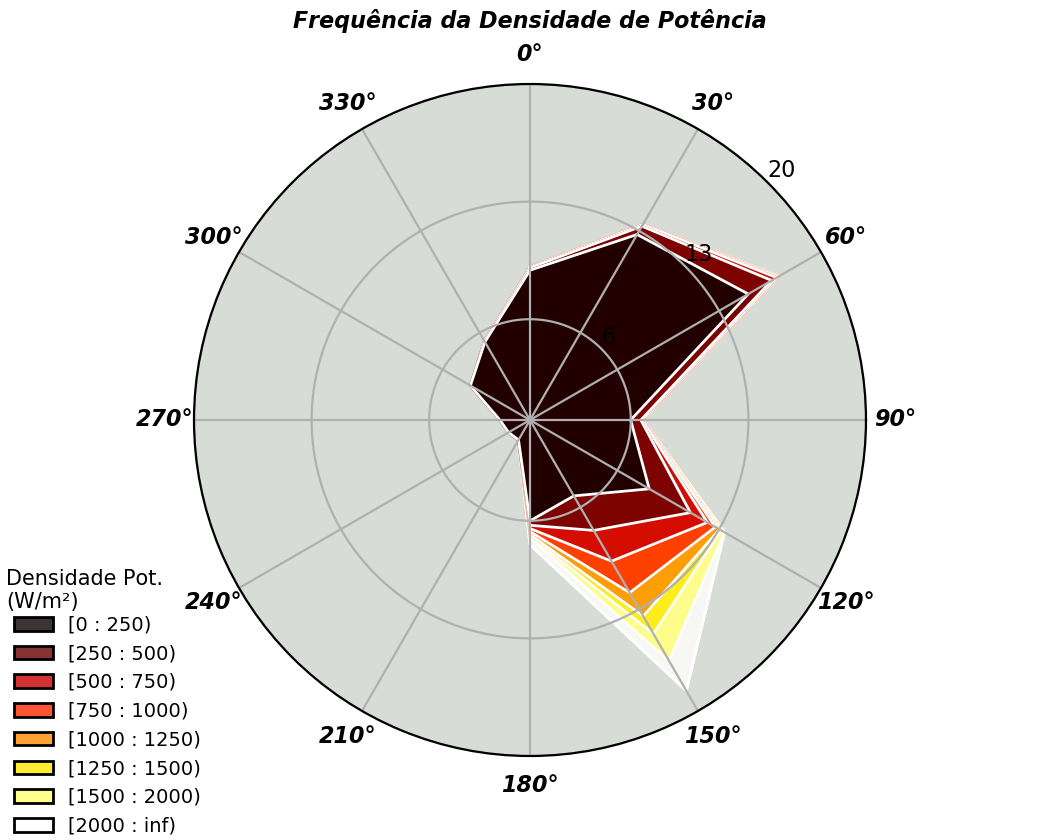 Frequência da Densidade de Potência
0°
330°
30°
20
300°
60°
13
6
270°
90°
240°
120°
210°
150°
180°
Densidade Pot.
(W/m²)
[0 : 250)
[250 : 500)
[500 : 750)
[750 : 1000)
[1000 : 1250)
[1250 : 1500)
[1500 : 2000)
[2000 : inf)